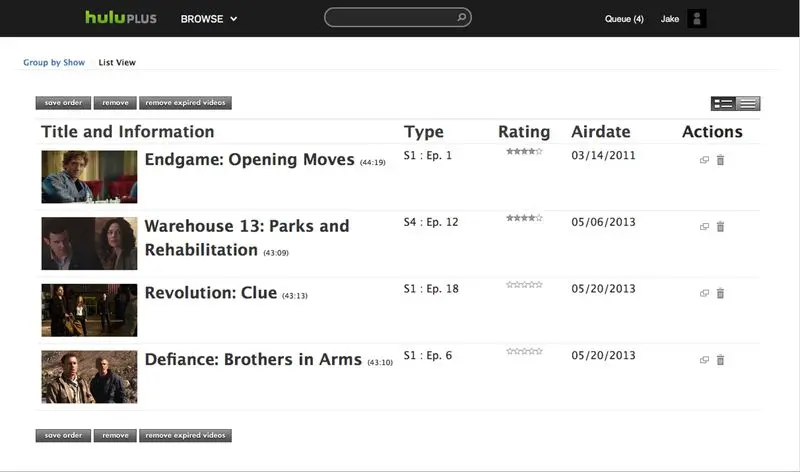 hulu PLUS BROWSE Queue (4) Jake
Group by Show List View
save order remove remove expired videos
Title and Information Type Rating Airdate Actions
Endgame: Opening Moves (44:19) S1 : Ep. 1 03/14/2011
Warehouse 13: Parks and S4 : Ep. 12 05/06/2013
Rehabilitation (43:09)
Revolution: Clue (43:13) S1 : Ep. 18 05/20/2013
Defiance: Brothers in Arms (43:10) S1 : Ep. 6 05/20/2013
save order remove remove expired videos